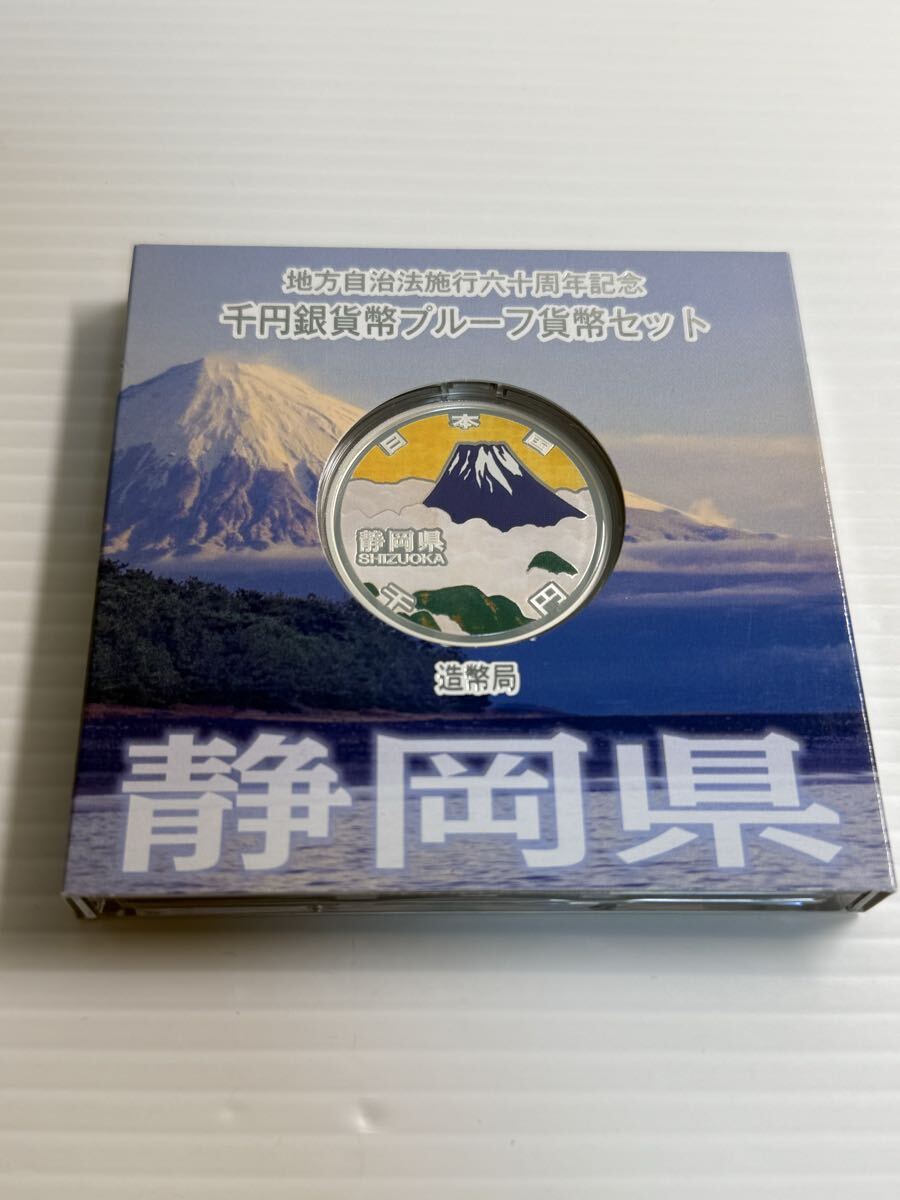 地方自治法施行六十周年記念
千円銀貨幣プルーフ貨幣セット
日本国
静岡県
SHIZUOKA
千円
造幣局
静岡県